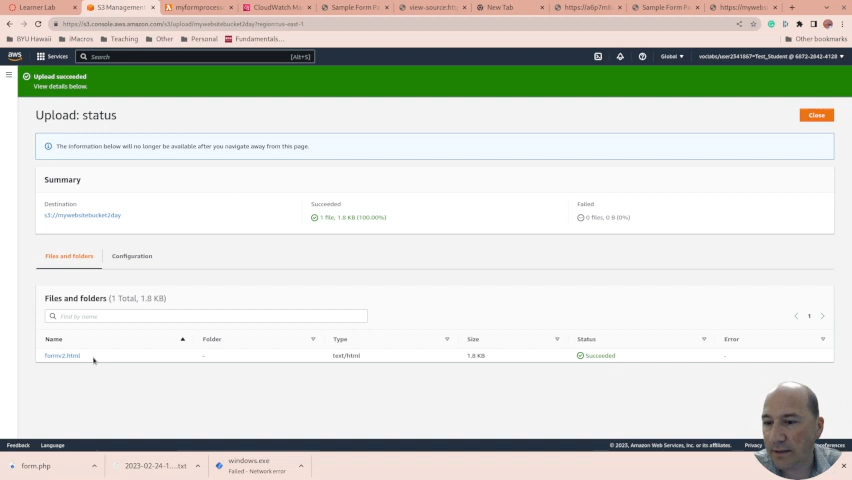 Learner Lab
S3 Management
myformprocess
CloudWatch Ma
Sample Form Pa
view-source:htt
New Tab
https://a6p7m8
Sample Form Pa
https://myweb
https://s3.console.aws.amazon.com/s3/upload/mywebsitebucket2day?region=us-east-1
BYU Hawaii
iMacros
Teaching
Other
Personal
Fundamentals...
Other bookmarks
aws
Services
Search
[Alt+S]
Global
voclabs/user2341867=Test_Student @ 6872-2842-4128
Upload succeeded
View details below.
Upload: status
Close
The information below will no longer be available after you navigate away from this page.
Summary
Destination
s3://mywebsitebucket2day
Succeeded
1 file, 1.8 KB (100.00%)
Failed
0 files, 0 B (0%)
Files and folders
Configuration
Files and folders (1 Total, 1.8 KB)
Find by name
1
Name
Folder
Type
Size
Status
Error
formv2.html
-
text/html
1.8 KB
Succeeded
-
Feedback
Language
© 2023, Amazon Web Services, Inc. or its affiliates.
Privacy
form.php
2023-02-24-1....txt
windows.exe
Failed - Network error